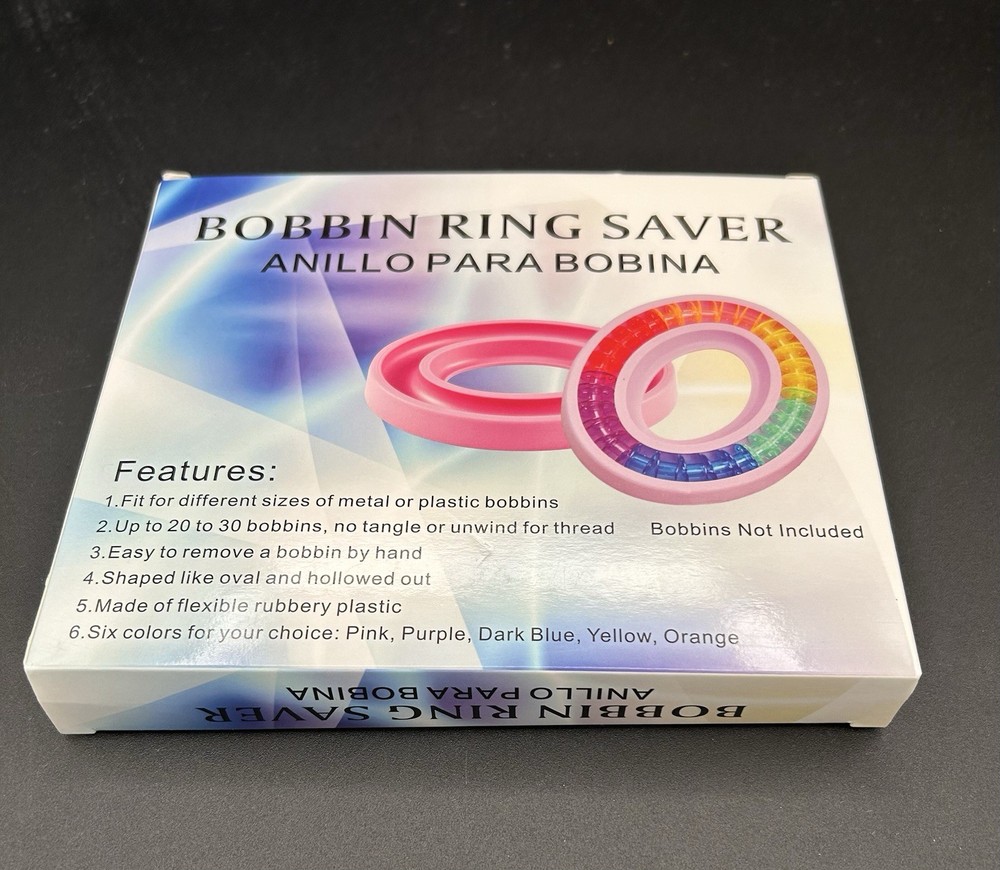 BOBBIN RING SAVER
ANILLO PARA BOBINA
Features:
1.Fit for different sizes of metal or plastic bobbins
2.Up to 20 to 30 bobbins, no tangle or unwind for thread
Bobbins Not Included
3.Easy to remove a bobbin by hand
4.Shaped like oval and hollowed out
5.Made of flexible rubbery plastic
6.Six colors for your choice: Pink, Purple, Dark Blue, Yellow, Orange
ANILLO PARA BOBINA
BOBBIN RING SAVER